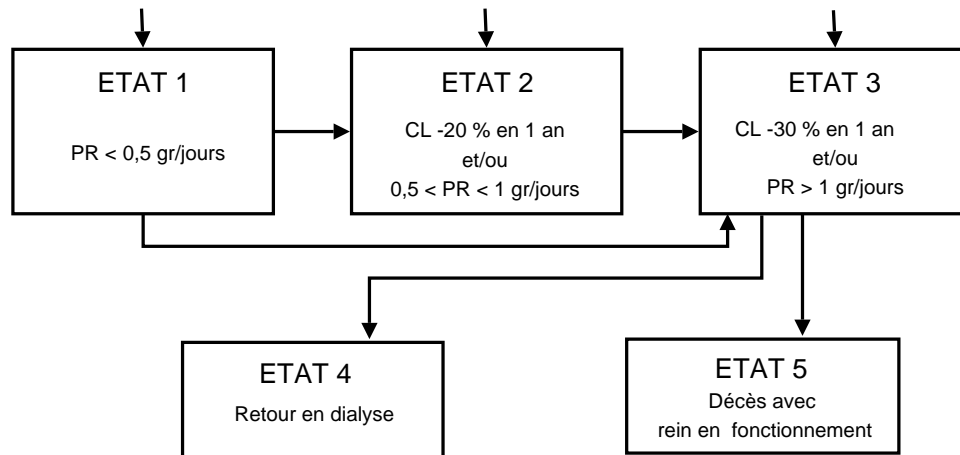 ETAT 1
PR < 0,5 gr/jours
ETAT 2
CL -20 % en 1 an
et/ou
0,5 < PR < 1 gr/jours
ETAT 3
CL -30 % en 1 an
et/ou
PR > 1 gr/jours
ETAT 4
Retour en dialyse
ETAT 5
Décès avec
rein en fonctionnement